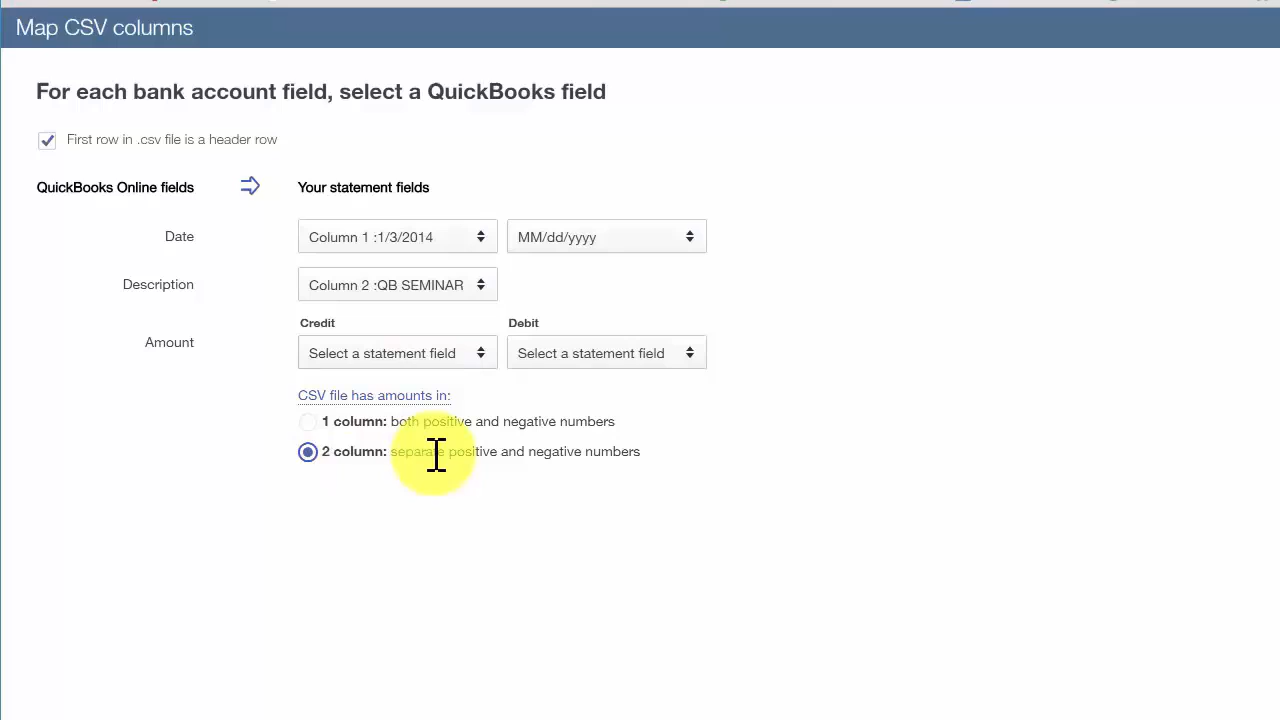 Map CSV columns
For each bank account field, select a QuickBooks field
First row in .csv file is a header row
QuickBooks Online fields Your statement fields
Date Column 1 :1/3/2014 MM/dd/yyyy
Description Column 2 :QB SEMINAR
Credit Debit
Amount Select a statement field Select a statement field
CSV file has amounts in:
1 column: both positive and negative numbers
2 column: separate positive and negative numbers